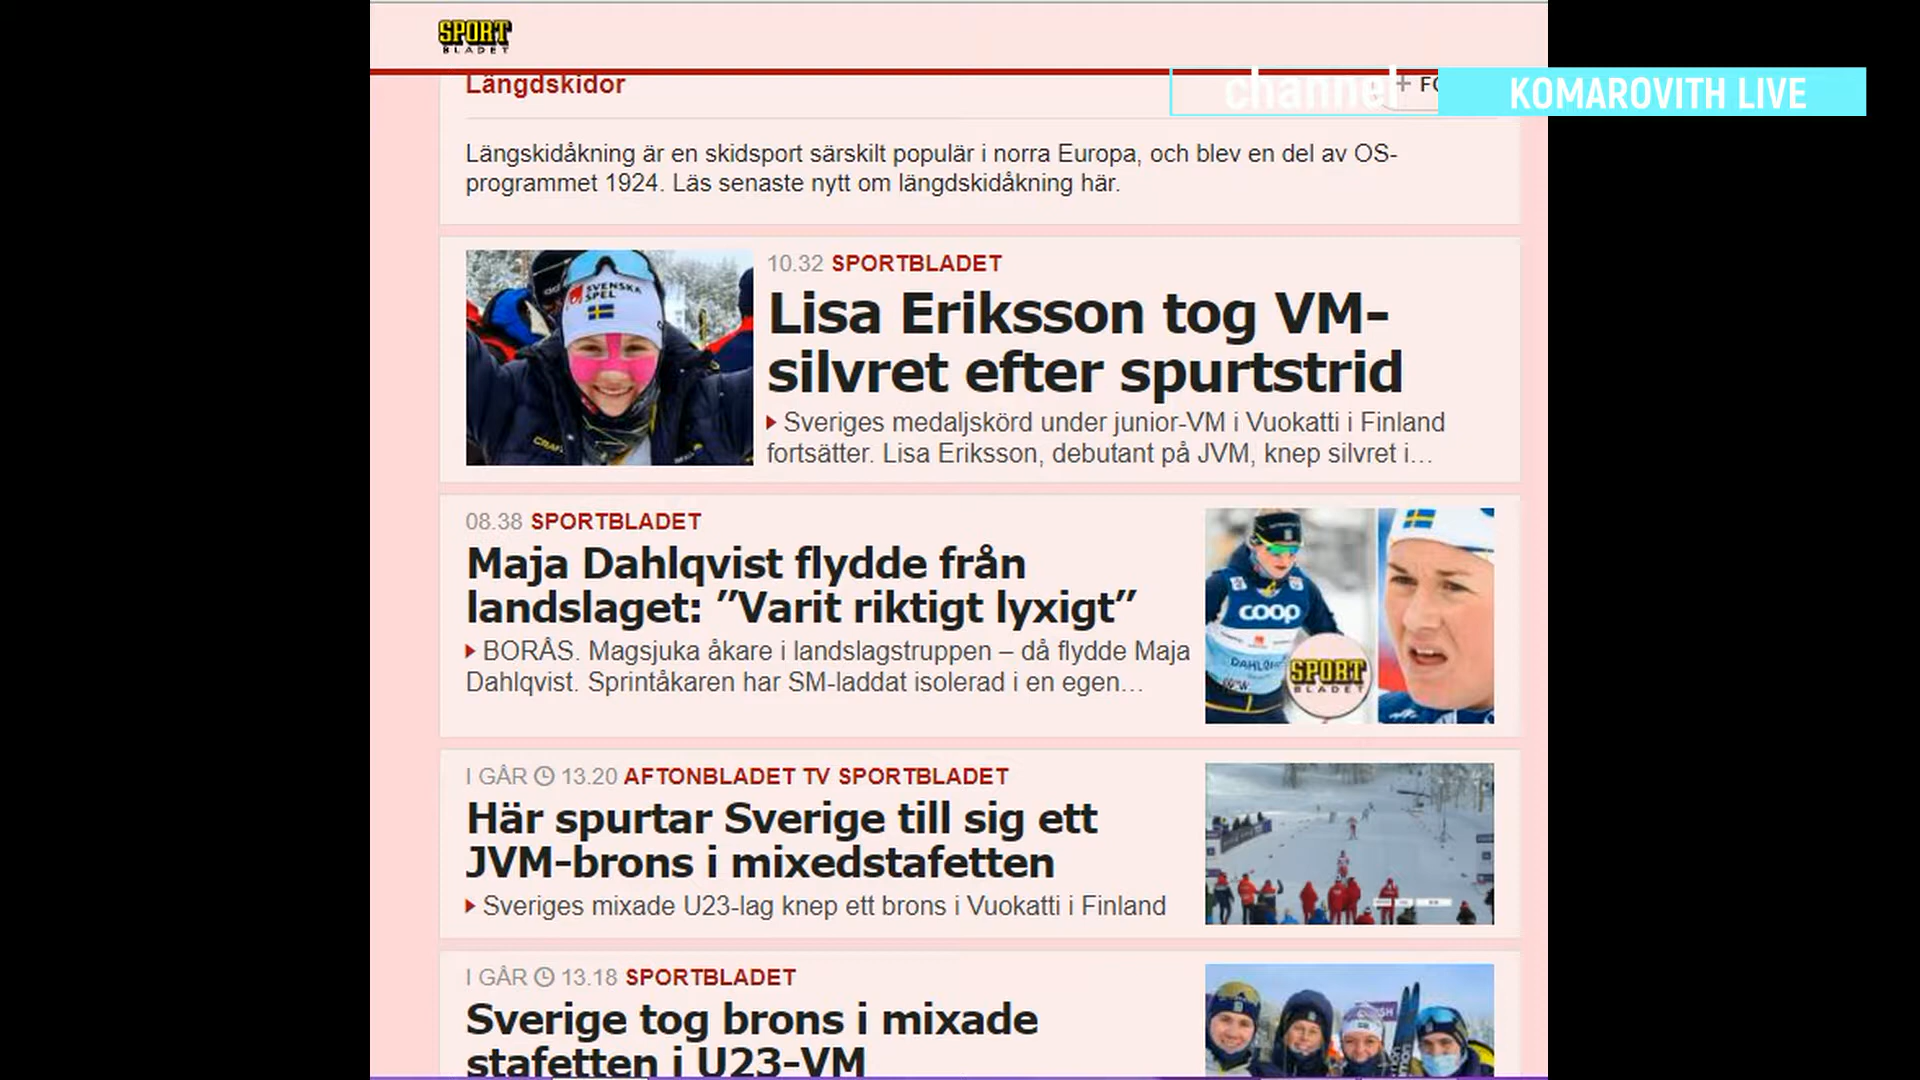 SPORT
BLADET
Längdskidor
channel
KOMAROVITH LIVE
Längskidåkning är en skidsport särskilt populär i norra Europa, och blev en del av OS-
programmet 1924. Läs senaste nytt om längdskidåkning här.
SVENSKA
SPEL
10.32 SPORTBLADET
Lisa Eriksson tog VM-
silvret efter spurtstrid
Sveriges medaljskörd under junior-VM i Vuokatti i Finland
fortsätter. Lisa Eriksson, debutant på JVM, knep silvret i…
08.38 SPORTBLADET
Maja Dahlqvist flydde från
landslaget: ”Varit riktigt lyxigt”
BORÅS. Magsjuka åkare i landslagstruppen – då flydde Maja
Dahlqvist. Sprintåkaren har SM-laddat isolerad i en egen…
coop
SPORT
BLADET
I GÅR 13.20 AFTONBLADET TV SPORTBLADET
Här spurtar Sverige till sig ett
JVM-brons i mixedstafetten
Sveriges mixade U23-lag knep ett brons i Vuokatti i Finland
I GÅR 13.18 SPORTBLADET
Sverige tog brons i mixade
stafetten i U23-VM